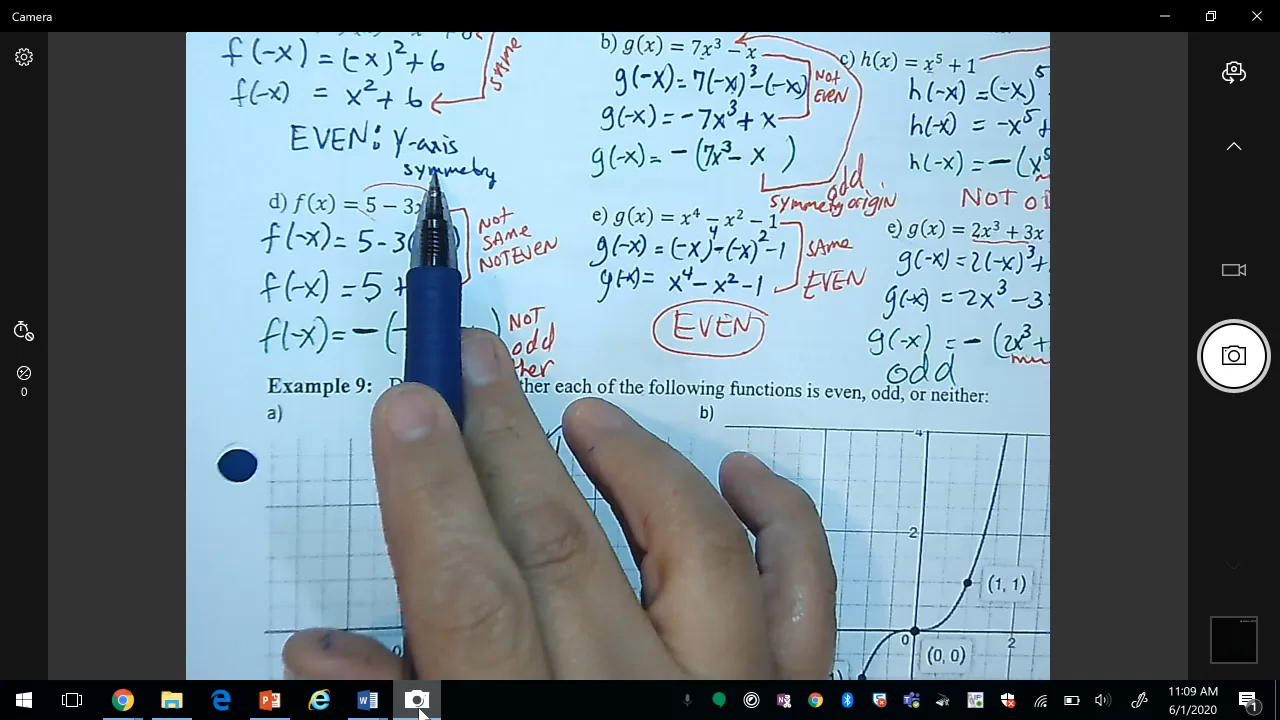 Camera
f(-x) = (-x)² + 6
f(-x) = x² + 6
same
EVEN: Y-axis
symmetry
b) g(x) = 7x³ − x
g(-x) = 7(-x)³ - (-x)
g(-x) = -7x³ + x
g(-x) = - (7x³ - x )
Not
EVEN
odd
symmetry origin
c) h(x) = x⁵ + 1
h(-x) = (-x)⁵
h(-x) = -x⁵ +
h(-x) = - (x⁵
NOT OD
d) f(x) = 5 − 3x
f(-x) = 5 - 3(
f(-x) = 5 +
f(-x) = - (-
Not
SAME
NOT EVEN
NOT
odd
e) g(x) = x⁴ − x² − 1
g(-x) = (-x)⁴ - (-x)² - 1
g(-x) = x⁴ - x² - 1
SAME
EVEN
EVEN
e) g(x) = 2x³ + 3x
g(-x) = 2(-x)³ +
g(-x) = 2x³ - 3
g(-x) = - (2x³ +
odd
Example 9: each of the following functions is even, odd, or neither:
a)
b)
4
2
(1, 1)
0
(0, 0)
2
0
11:09 AM
6/1/2020
1